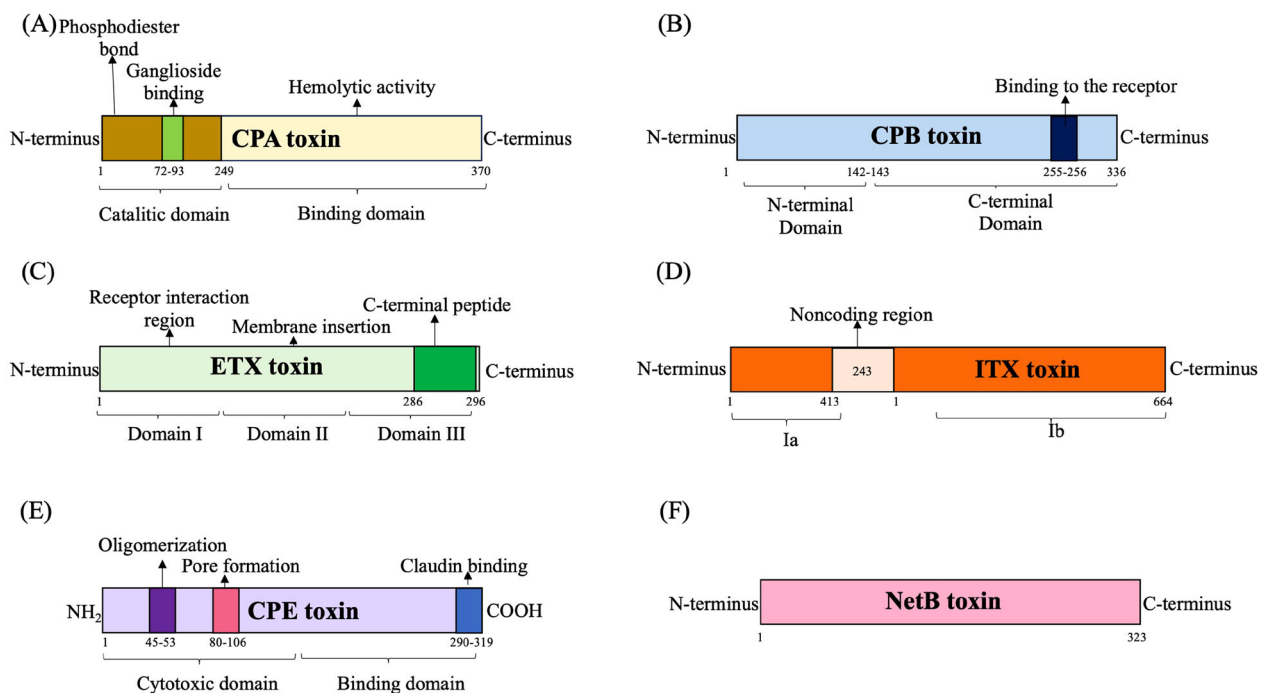 (A)
Phosphodiester
bond
Ganglioside
binding
Hemolytic activity
N-terminus
CPA toxin
C-terminus
1
72-93
249
370
Catalitic domain
Binding domain
(B)
Binding to the receptor
N-terminus
CPB toxin
C-terminus
1
142-143
255-256
336
N-terminal
Domain
C-terminal
Domain
(C)
Receptor interaction
region
Membrane insertion
C-terminal peptide
N-terminus
ETX toxin
C-terminus
1
286
296
Domain I
Domain II
Domain III
(D)
Noncoding region
N-terminus
243
ITX toxin
C-terminus
1
413
1
664
Ia
Ib
(E)
Oligomerization
Pore formation
Claudin binding
NH2
CPE toxin
COOH
1
45-53
80-106
290-319
Cytotoxic domain
Binding domain
(F)
N-terminus
NetB toxin
C-terminus
1
323